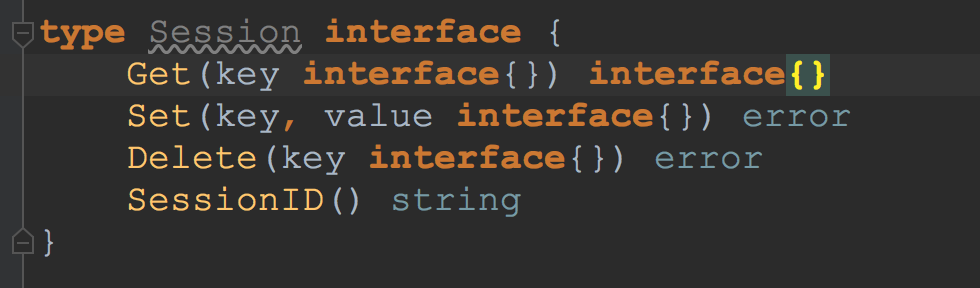 type Session interface {
    Get(key interface{}) interface{}
    Set(key, value interface{}) error
    Delete(key interface{}) error
    SessionID() string
}